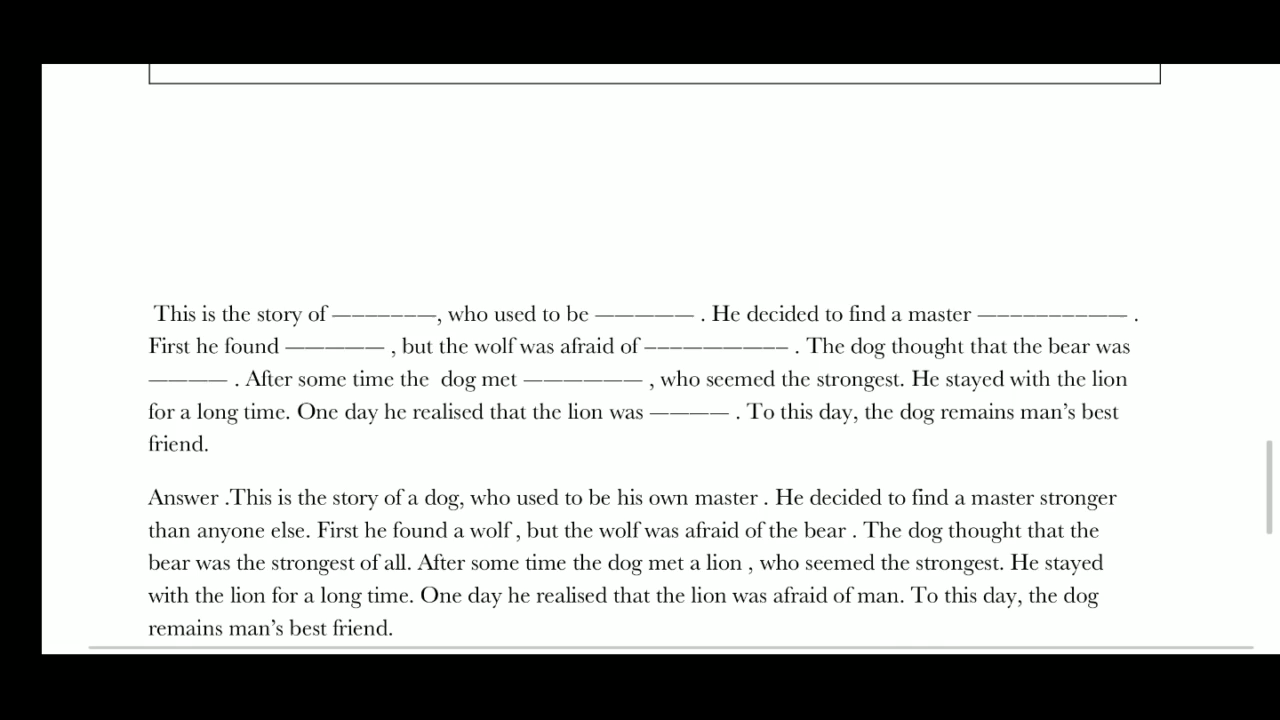 This is the story of ———————, who used to be —————— . He decided to find a master ————————— .
First he found —————— , but the wolf was afraid of ————————— . The dog thought that the bear was
———— . After some time the dog met ——————— , who seemed the strongest. He stayed with the lion
for a long time. One day he realised that the lion was ———— . To this day, the dog remains man’s best
friend.
Answer .This is the story of a dog, who used to be his own master . He decided to find a master stronger
than anyone else. First he found a wolf , but the wolf was afraid of the bear . The dog thought that the
bear was the strongest of all. After some time the dog met a lion , who seemed the strongest. He stayed
with the lion for a long time. One day he realised that the lion was afraid of man. To this day, the dog
remains man’s best friend.